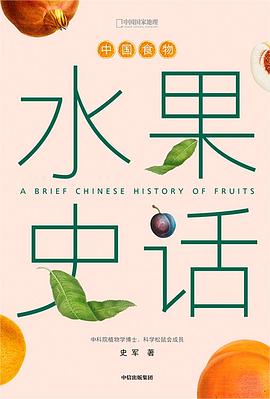 中国国家地理
中国食物
水果
A BRIEF CHINESE HISTORY OF FRUITS
史话
中科院植物学博士，科学松鼠会成员
史军 著
中信出版集团